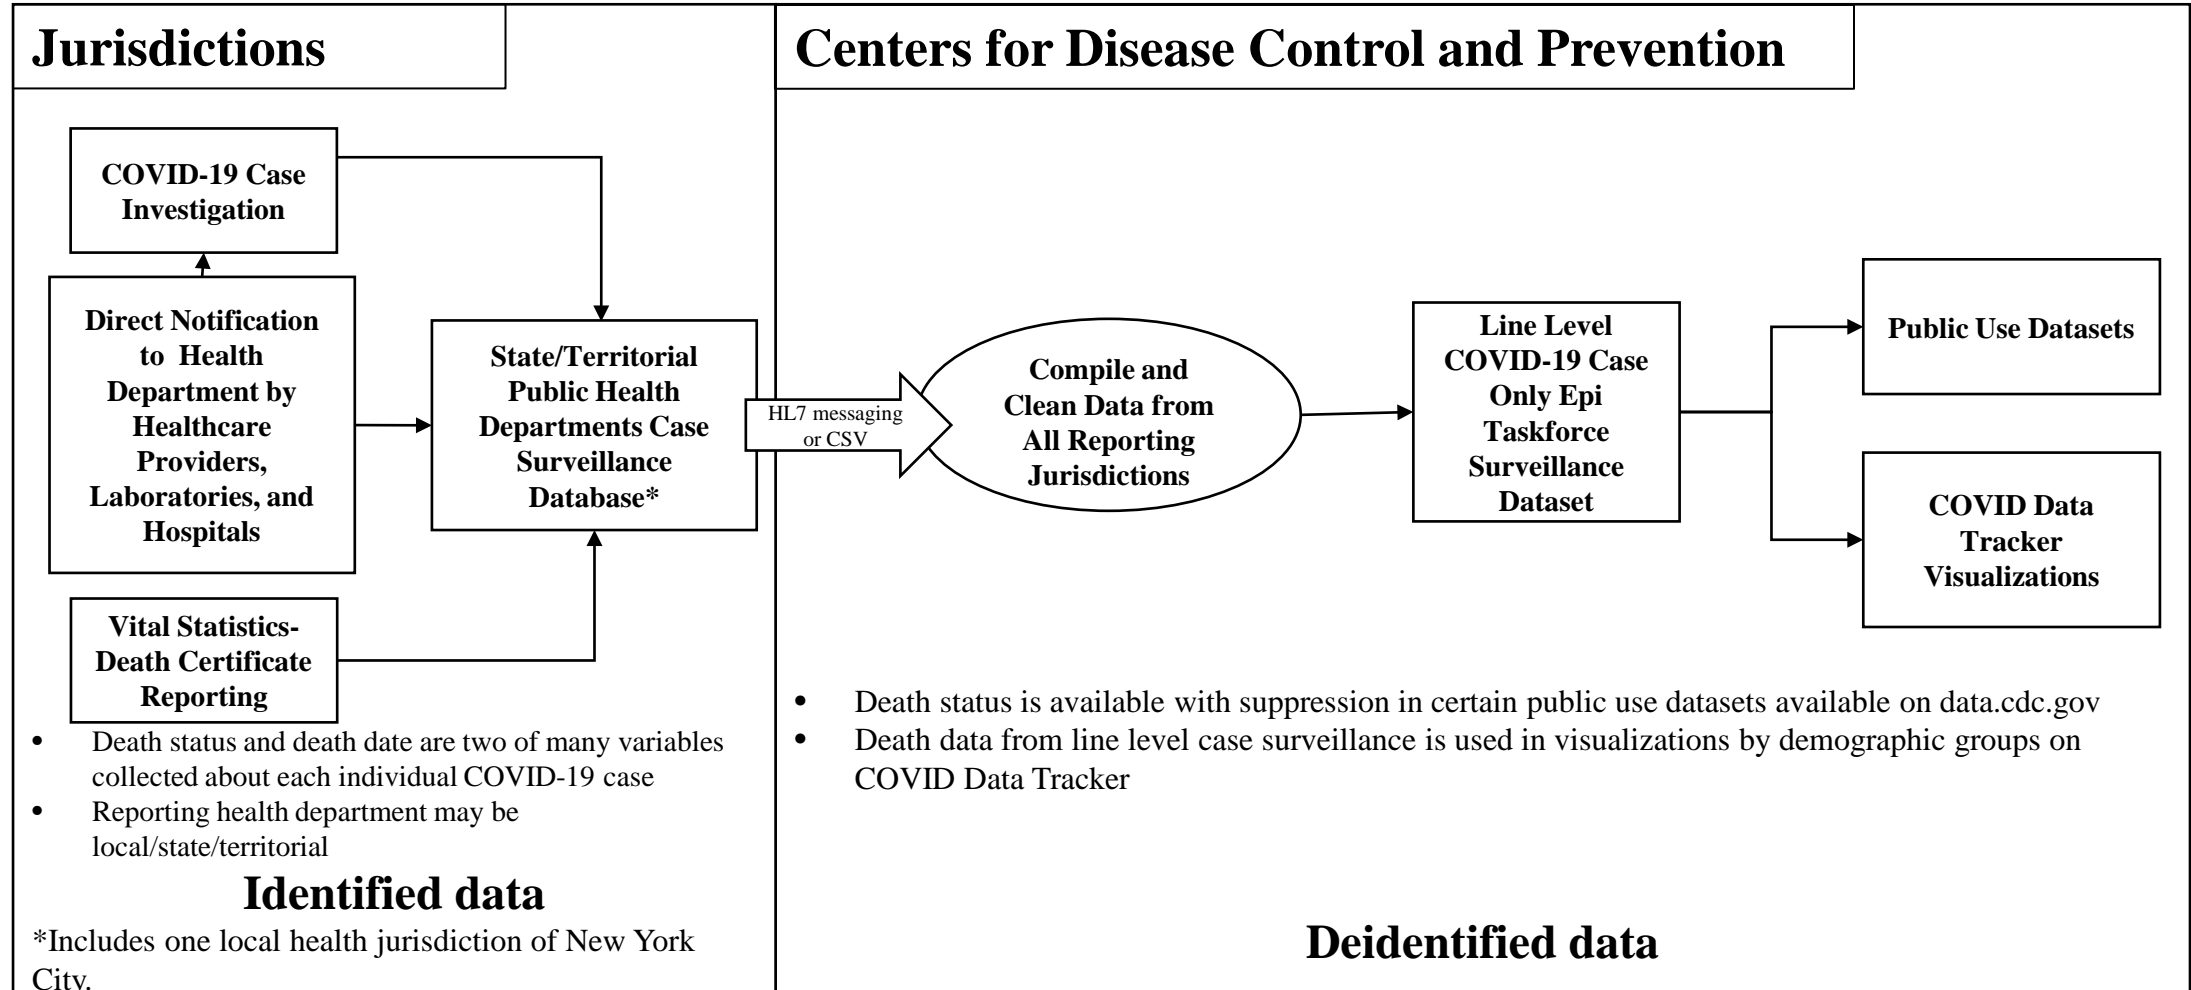 Jurisdictions
Centers for Disease Control and Prevention
COVID-19 Case
Investigation
Direct Notification
to Health
Department by
Healthcare
Providers,
Laboratories, and
Hospitals
Vital Statistics-
Death Certificate
Reporting
State/Territorial
Public Health
Departments Case
Surveillance
Database*
HL7 messaging
or CSV
Compile and
Clean Data from
All Reporting
Jurisdictions
Line Level
COVID-19 Case
Only Epi
Taskforce
Surveillance
Dataset
Public Use Datasets
COVID Data
Tracker
Visualizations
• Death status and death date are two of many variables
collected about each individual COVID-19 case
• Reporting health department may be
local/state/territorial
Identified data
*Includes one local health jurisdiction of New York
City.
• Death status is available with suppression in certain public use datasets available on data.cdc.gov
• Death data from line level case surveillance is used in visualizations by demographic groups on
COVID Data Tracker
Deidentified data